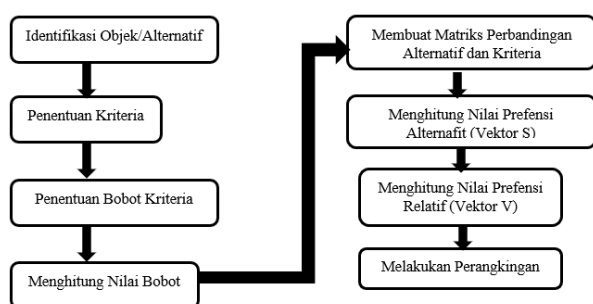 Identifikasi Objek/Alternatif
Penentuan Kriteria
Penentuan Bobot Kriteria
Menghitung Nilai Bobot
Membuat Matriks Perbandingan
Alternatif dan Kriteria
Menghitung Nilai Prefensi
Alternafit (Vektor S)
Menghitung Nilai Prefensi
Relatif (Vektor V)
Melakukan Perangkingan